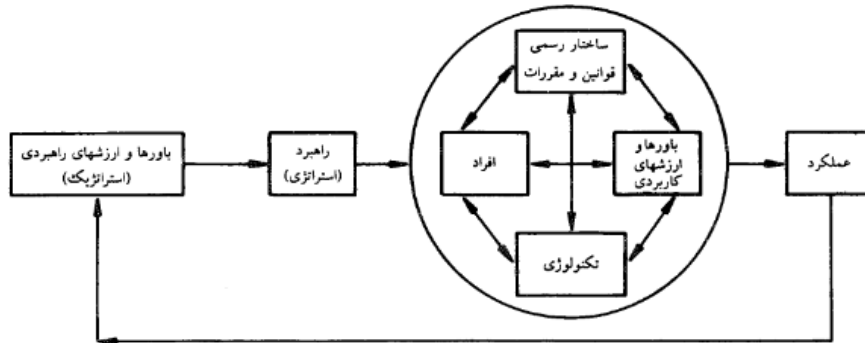 ساختار رسمی
قوانین و مقررات
باورها و ارزشهای راهبردی
(استراتژیک)
راهبرد
(استراتژی)
افراد
باورها و
ارزشهای
کاربردی
عملکرد
تکنولوژی